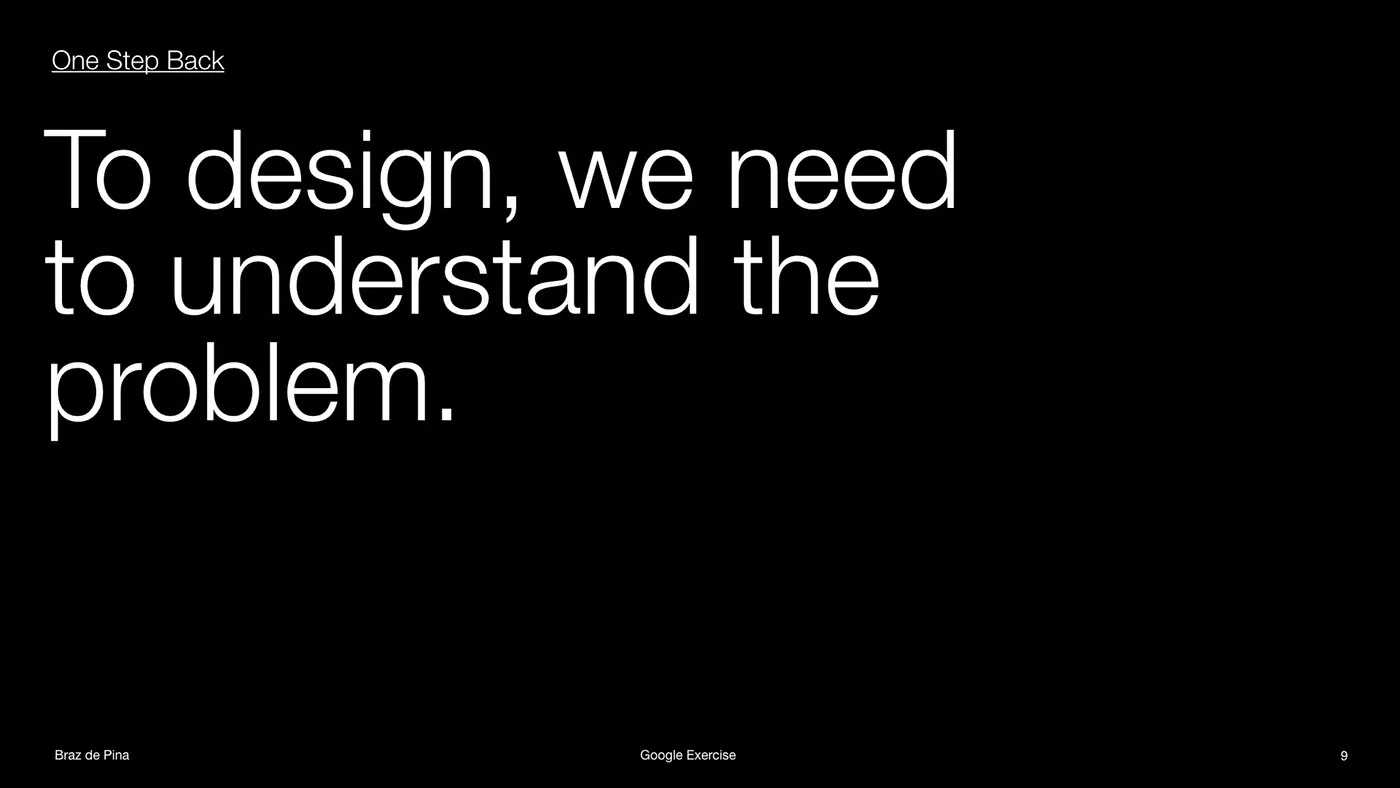 One Step Back
To design, we need
to understand the
problem.
Braz de Pina
Google Exercise
9